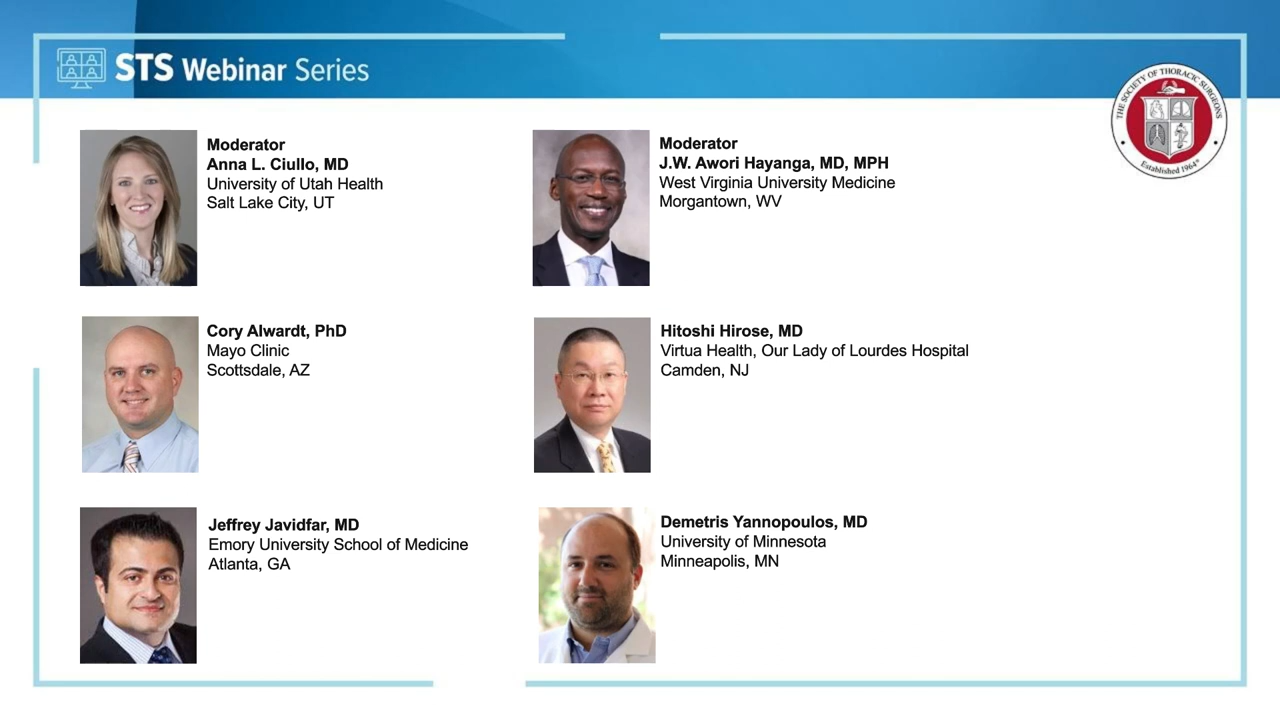 STS Webinar Series
THE SOCIETY OF THORACIC SURGEONS
Established 1964®
Moderator
Anna L. Ciullo, MD
University of Utah Health
Salt Lake City, UT
Moderator
J.W. Awori Hayanga, MD, MPH
West Virginia University Medicine
Morgantown, WV
Cory Alwardt, PhD
Mayo Clinic
Scottsdale, AZ
Hitoshi Hirose, MD
Virtua Health, Our Lady of Lourdes Hospital
Camden, NJ
Jeffrey Javidfar, MD
Emory University School of Medicine
Atlanta, GA
Demetris Yannopoulos, MD
University of Minnesota
Minneapolis, MN